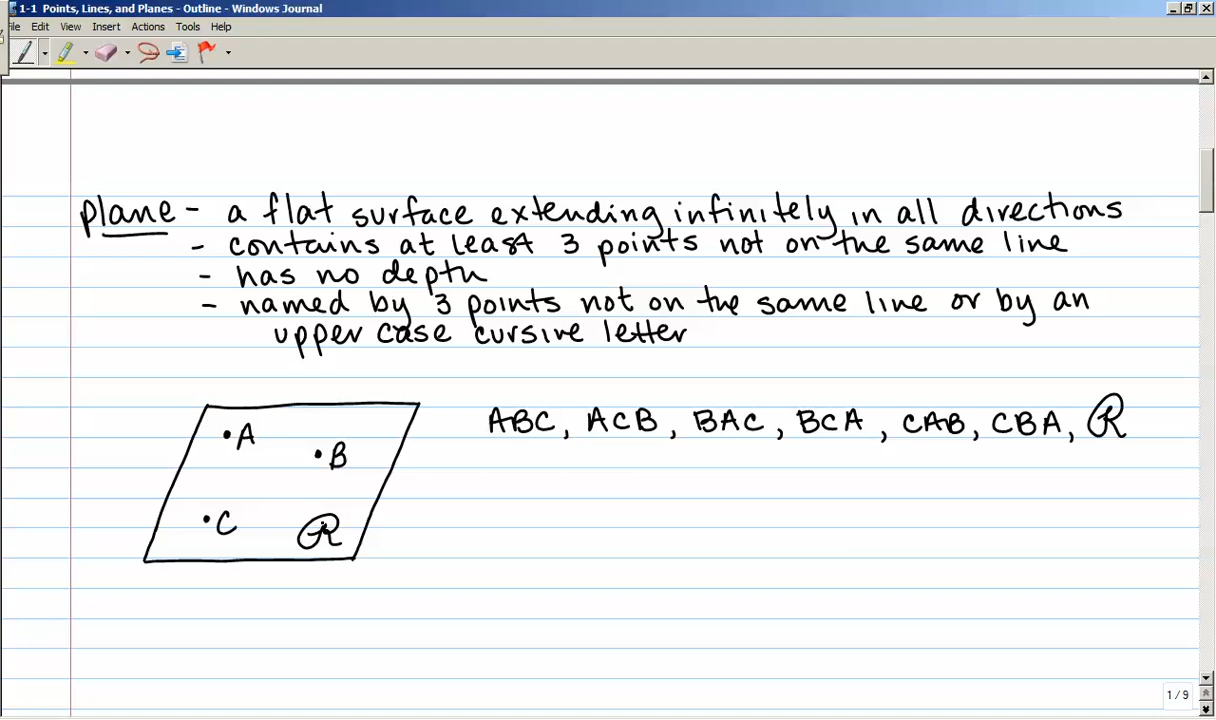 1-1 Points, Lines, and Planes - Outline - Windows Journal
File Edit View Insert Actions Tools Help
plane - a flat surface extending infinitely in all directions
- contains at least 3 points not on the same line
- has no depth
- named by 3 points not on the same line or by an
upper case cursive letter
ABC, ACB, BAC, BCA, CAB, CBA, R
A
B
C
R
1 / 9